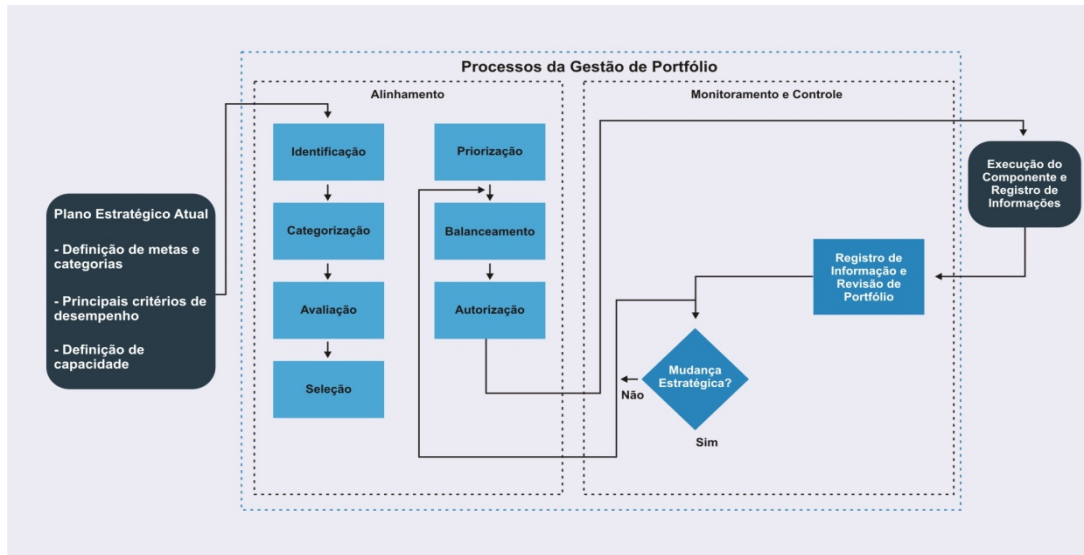 Processos da Gestão de Portfólio
Alinhamento
Monitoramento e Controle
Plano Estratégico Atual
- Definição de metas e
categorias
- Principais critérios de
desempenho
- Definição de
capacidade
Identificação
Categorização
Avaliação
Seleção
Priorização
Balanceamento
Autorização
Execução do
Componente e
Registro de
Informações
Registro de
Informação e
Revisão de
Portfólio
Mudança
Estratégica?
Não
Sim